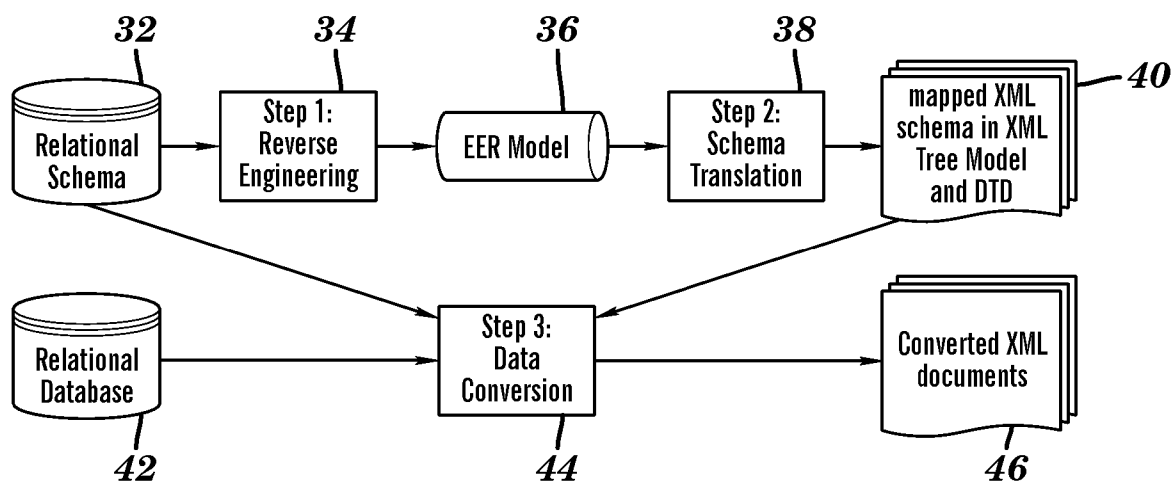 32
34
36
38
40
Relational
Schema
Step 1:
Reverse
Engineering
EER Model
Step 2:
Schema
Translation
mapped XML
schema in XML
Tree Model
and DTD
Relational
Database
Step 3:
Data
Conversion
Converted XML
documents
42
44
46